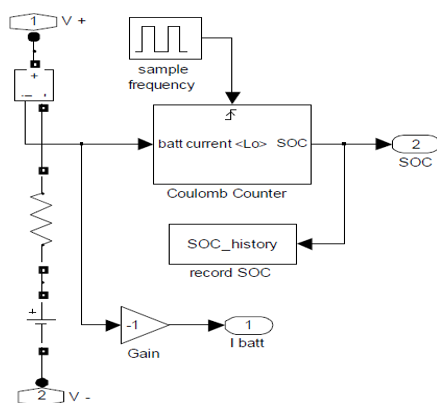 1
V +
sample
frequency
+
i
-
batt current <Lo>
SOC
Coulomb Counter
2
SOC
SOC_history
record SOC
+
-1
Gain
1
I batt
2
V -